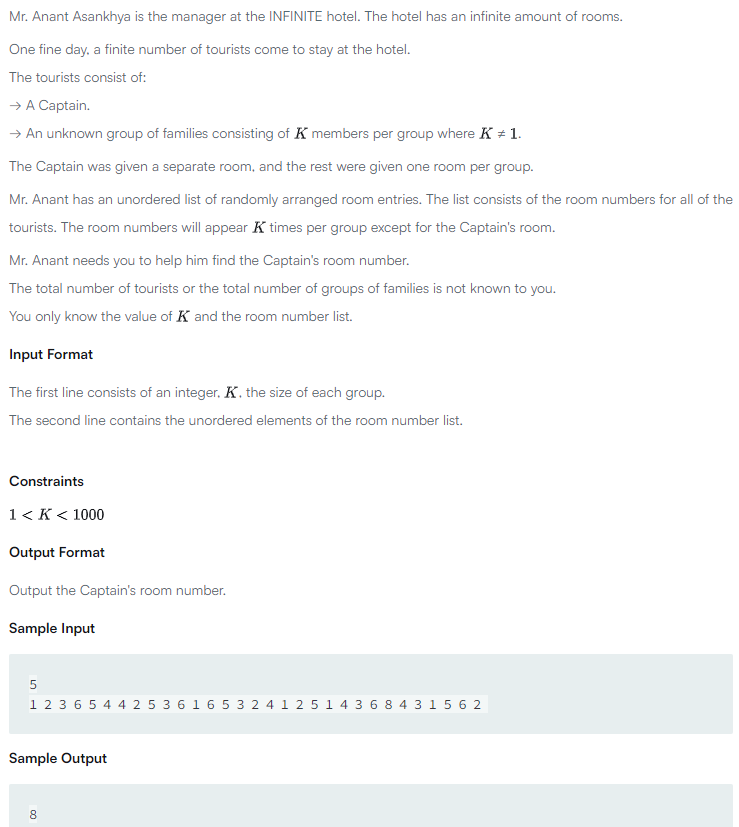 Mr. Anant Asankhya is the manager at the INFINITE hotel. The hotel has an infinite amount of rooms.
One fine day, a finite number of tourists come to stay at the hotel.
The tourists consist of:
→ A Captain.
→ An unknown group of families consisting of K members per group where K ≠ 1.
The Captain was given a separate room, and the rest were given one room per group.
Mr. Anant has an unordered list of randomly arranged room entries. The list consists of the room numbers for all of the
tourists. The room numbers will appear K times per group except for the Captain's room.
Mr. Anant needs you to help him find the Captain's room number.
The total number of tourists or the total number of groups of families is not known to you.
You only know the value of K and the room number list.
Input Format
The first line consists of an integer, K, the size of each group.
The second line contains the unordered elements of the room number list.
Constraints
1 < K < 1000
Output Format
Output the Captain's room number.
Sample Input
5
1 2 3 6 5 4 4 2 5 3 6 1 6 5 3 2 4 1 2 5 1 4 3 6 8 4 3 1 5 6 2
Sample Output
8